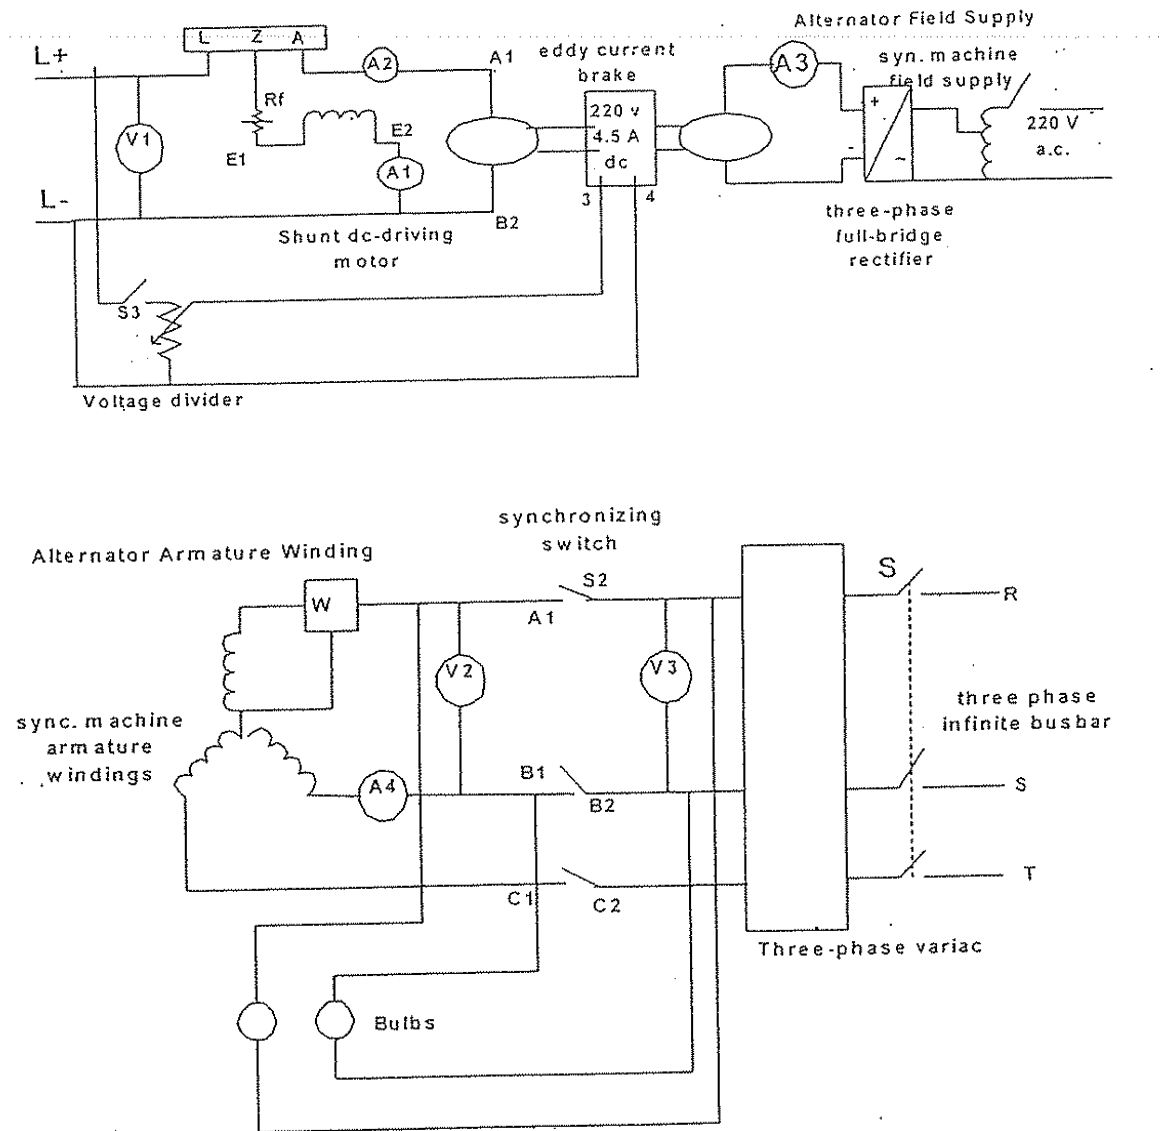 Alternator Field Supply
L Z A
L+
A2
A1
eddy current
brake
A3
syn. machine
field supply
Rf
V1
E1
E2
A1
220 v
4.5 A
dc
+
-
~
220 V
a.c.
L-
3
4
B2
Shunt dc-driving
motor
three-phase
full-bridge
rectifier
S3
Voltage divider
synchronizing
switch
Alternator Armature Winding
W
S2
A1
S
R
V2
V3
sync. machine
armature
windings
three phase
infinite busbar
A4
B1
B2
S
C1
C2
T
Three-phase variac
Bulbs